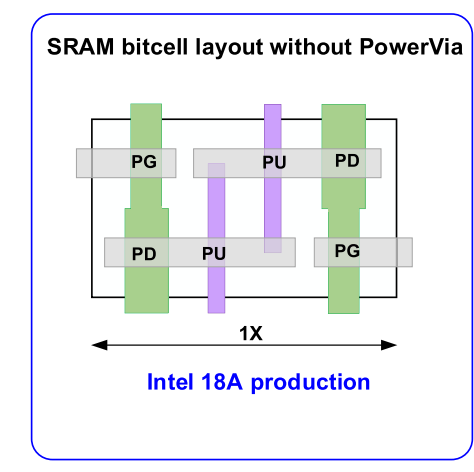 SRAM bitcell layout without PowerVia
PG PU PD
PD PU PG
1X
Intel 18A production